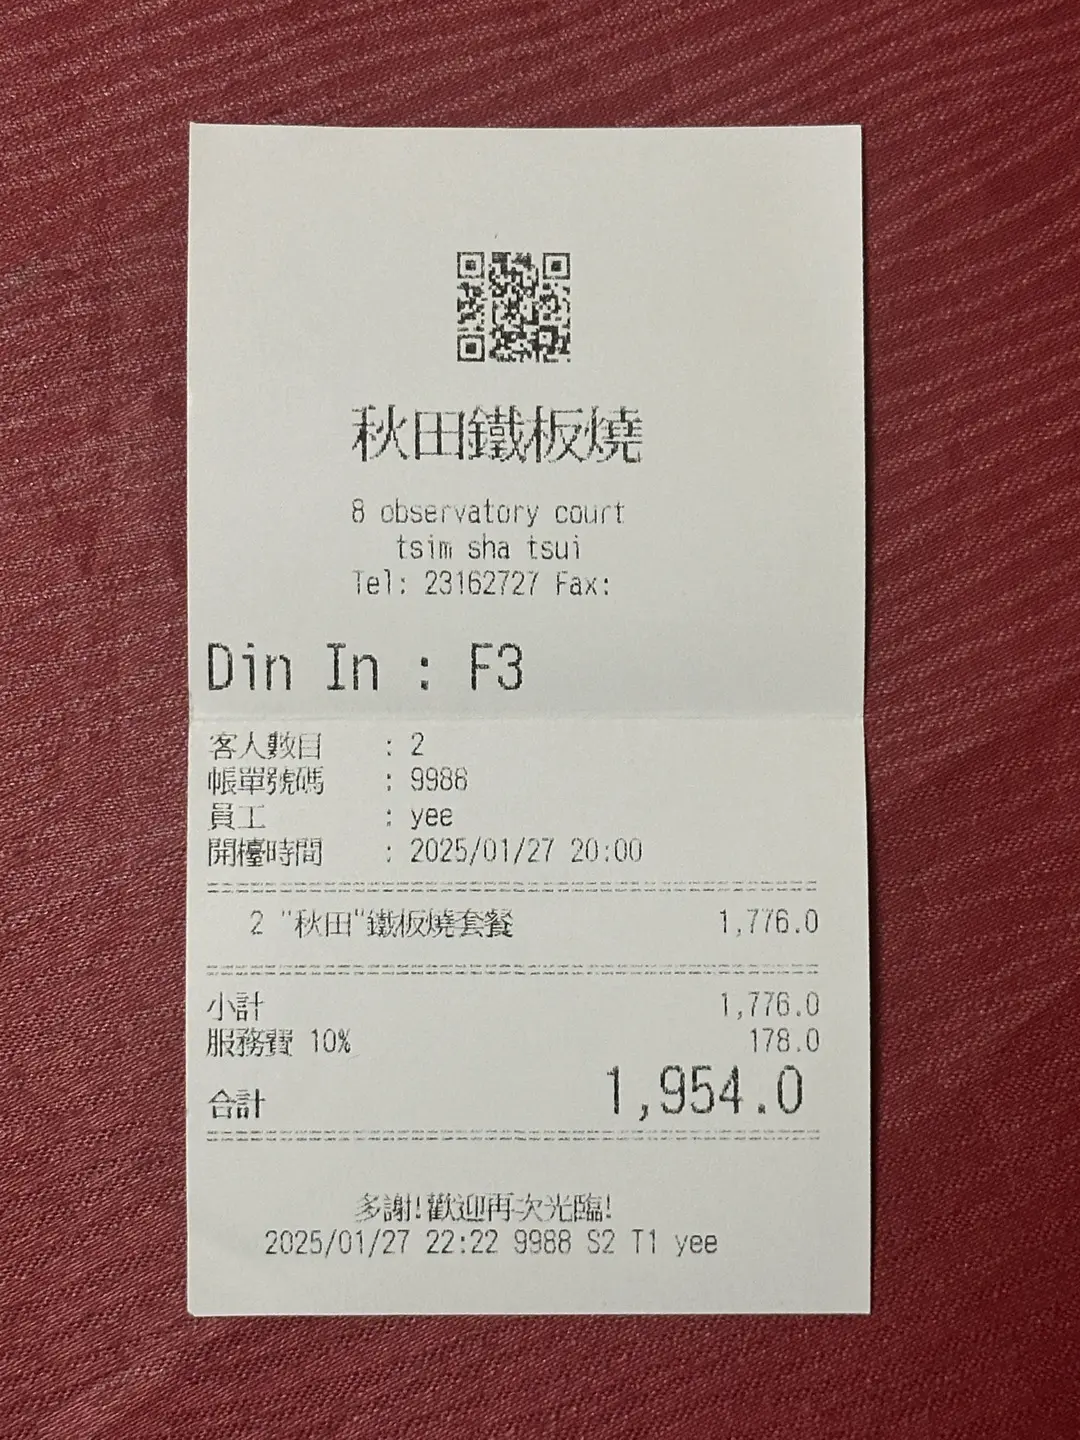 秋田鐵板燒
8 observatory court
tsim sha tsui
Tel: 23162727 Fax:
Din In : F3
客人數目 : 2
帳單號碼 : 9988
員工 : yee
開檯時間 : 2025/01/27 20:00
2 "秋田"鐵板燒套餐 1,776.0
小計 1,776.0
服務費 10% 178.0
合計 1,954.0
多謝!歡迎再次光臨!
2025/01/27 22:22 9988 S2 T1 yee